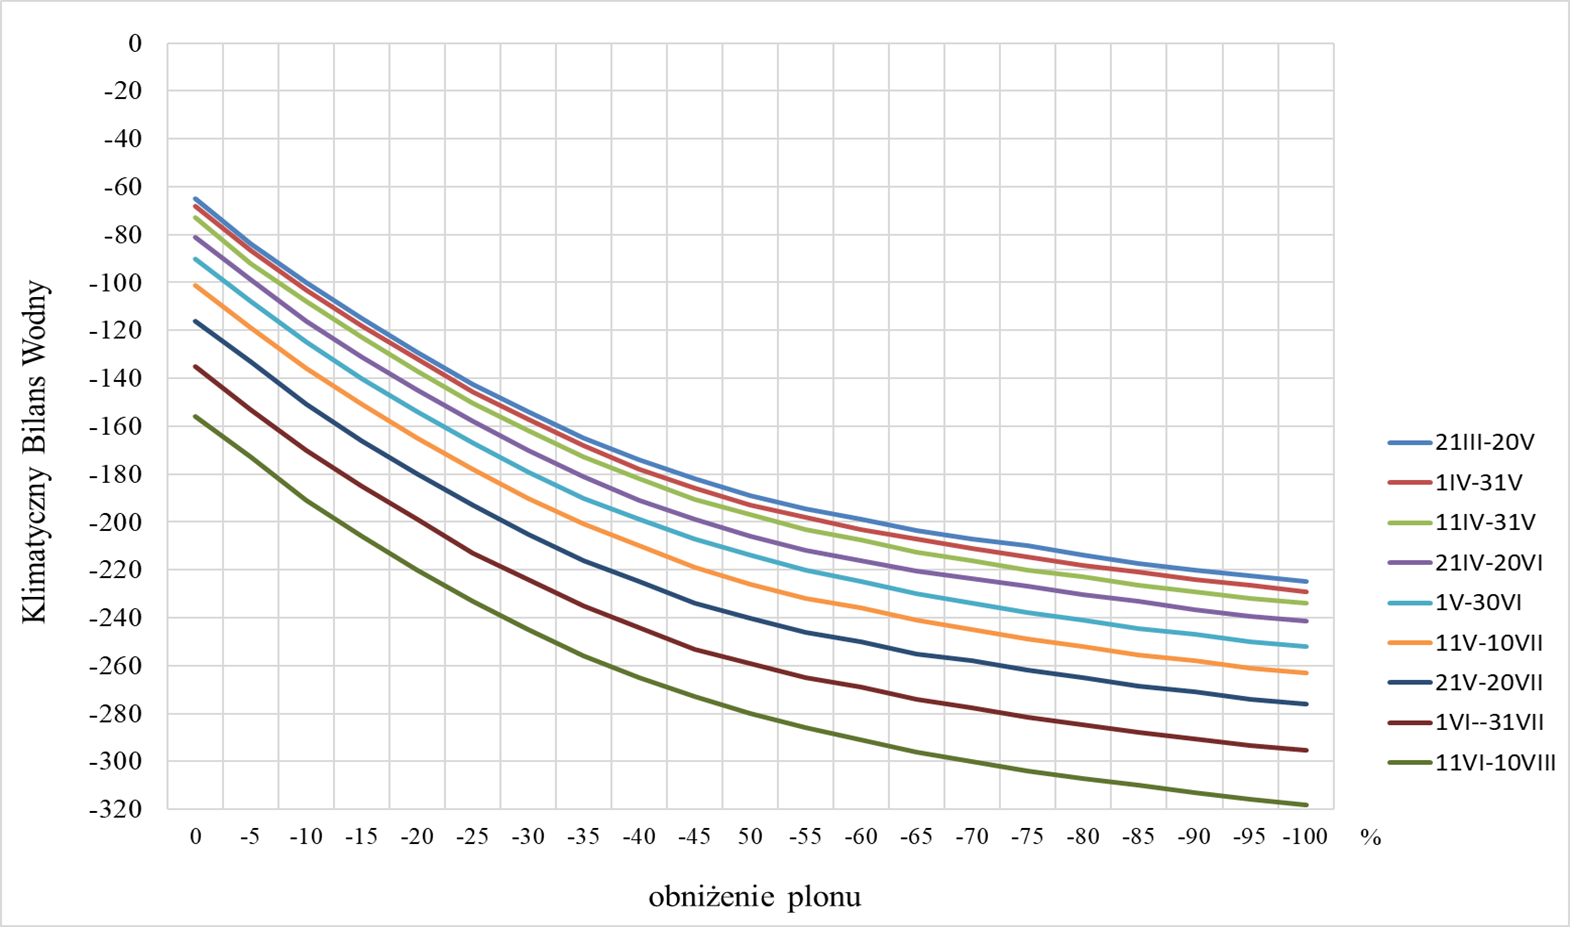 0
-20
-40
-60
-80
-100
-120
-140
-160
-180
-200
-220
-240
-260
-280
-300
-320
Klimatyczny Bilans Wodny
0 -5 -10 -15 -20 -25 -30 -35 -40 -45 50 -55 -60 -65 -70 -75 -80 -85 -90 -95 -100 %
obniżenie plonu
21III-20V
1IV-31V
11IV-31V
21IV-20VI
1V-30VI
11V-10VII
21V-20VII
1VI--31VII
11VI-10VIII